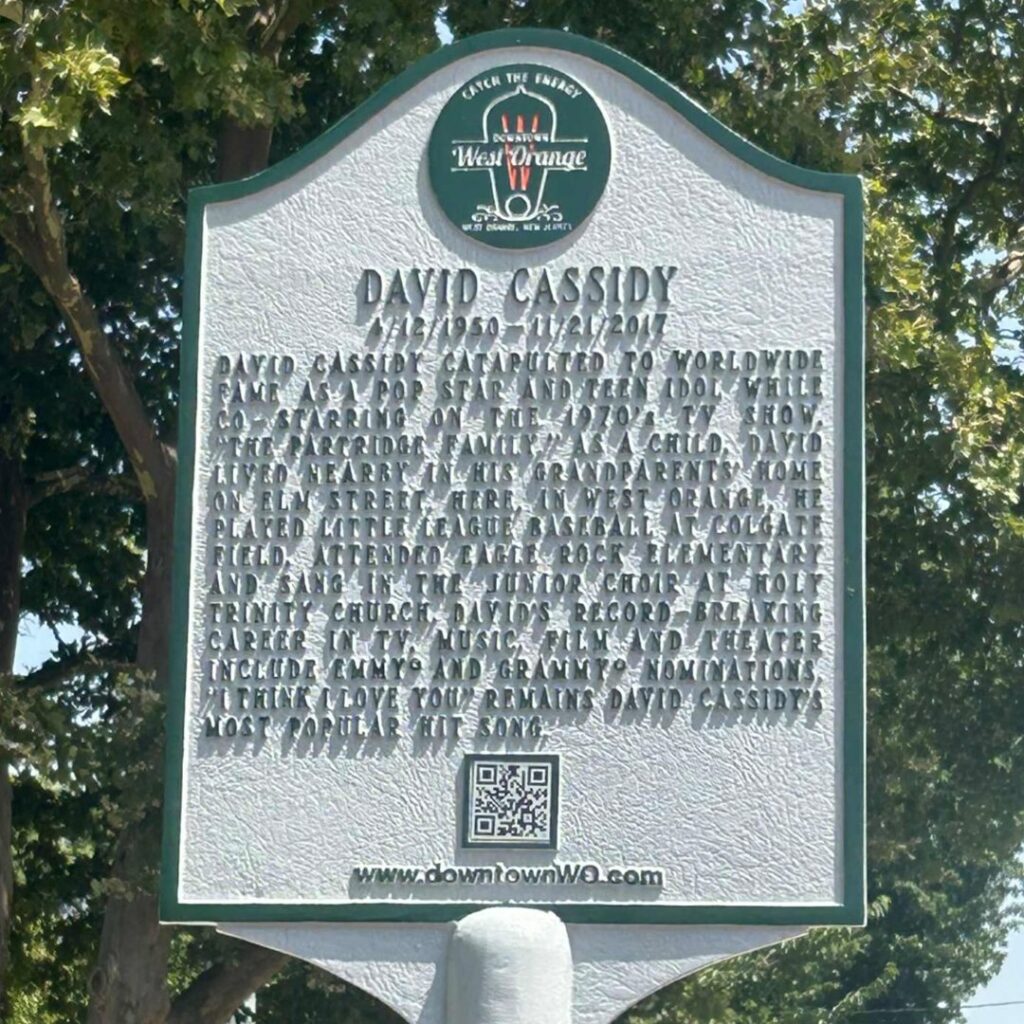 CATCH THE ENERGY
DOWNTOWN
West Orange
WEST ORANGE, NEW JERSEY
DAVID CASSIDY
4/12/1950 - 11/21/2017
DAVID CASSIDY CATAPULTED TO WORLDWIDE
FAME AS A POP STAR AND TEEN IDOL WHILE
CO-STARRING ON THE 1970's TV SHOW,
"THE PARTRIDGE FAMILY." AS A CHILD, DAVID
LIVED NEARBY IN HIS GRANDPARENTS' HOME
ON ELM STREET. HERE, IN WEST ORANGE, HE
PLAYED LITTLE LEAGUE BASEBALL AT COLGATE
FIELD, ATTENDED EAGLE ROCK ELEMENTARY
AND SANG IN THE JUNIOR CHOIR AT HOLY
TRINITY CHURCH. DAVID'S RECORD-BREAKING
CAREER IN TV, MUSIC, FILM AND THEATER
INCLUDE EMMY® AND GRAMMY® NOMINATIONS.
"I THINK I LOVE YOU" REMAINS DAVID CASSIDY'S
MOST POPULAR HIT SONG.
www.downtownWO.com